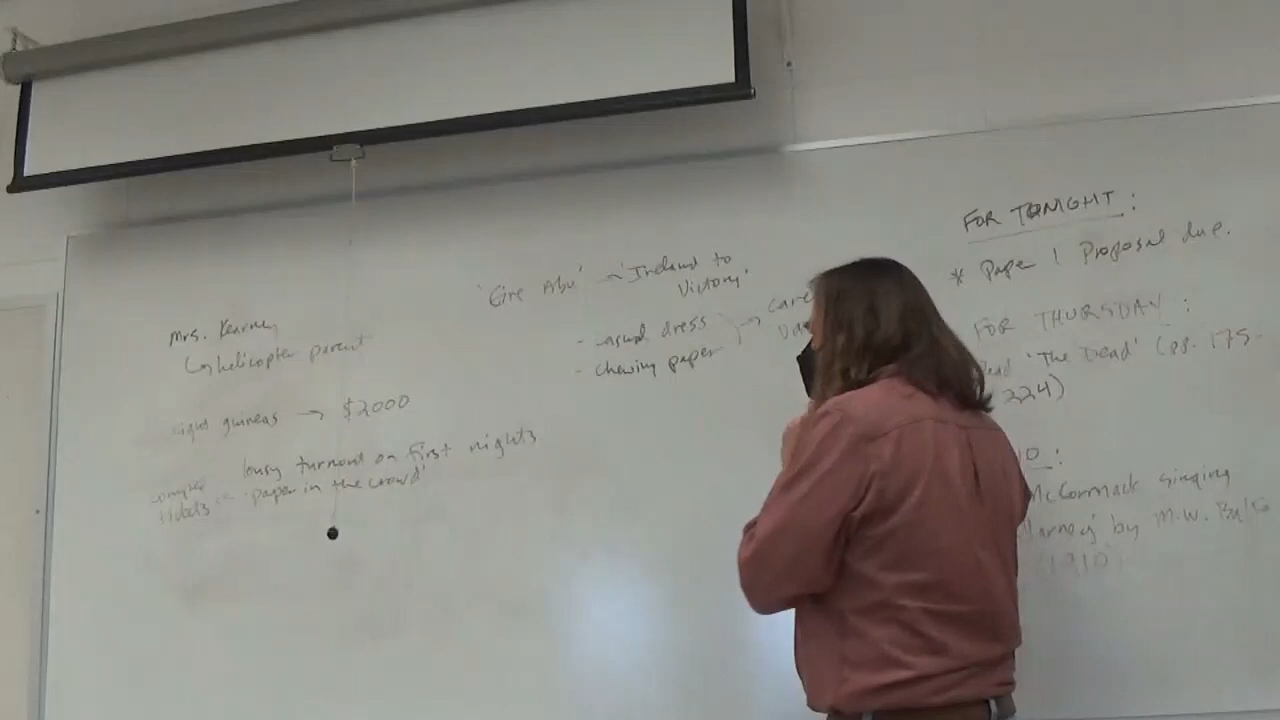 Mrs. Kearney
↳ helicopter parent
eight guineas → $2000
lousy turnout on first nights
tickets - 'paper in the crowd'
'Eire Abu' → 'Ireland to
Victory'
- casual dress
- chewing paper
FOR TONIGHT:
* Paper 1 Proposal due.
FOR THURSDAY:
'The Dead' (pp. 175-
224)
McCormack singing
by M.W. Balfe
(1910)